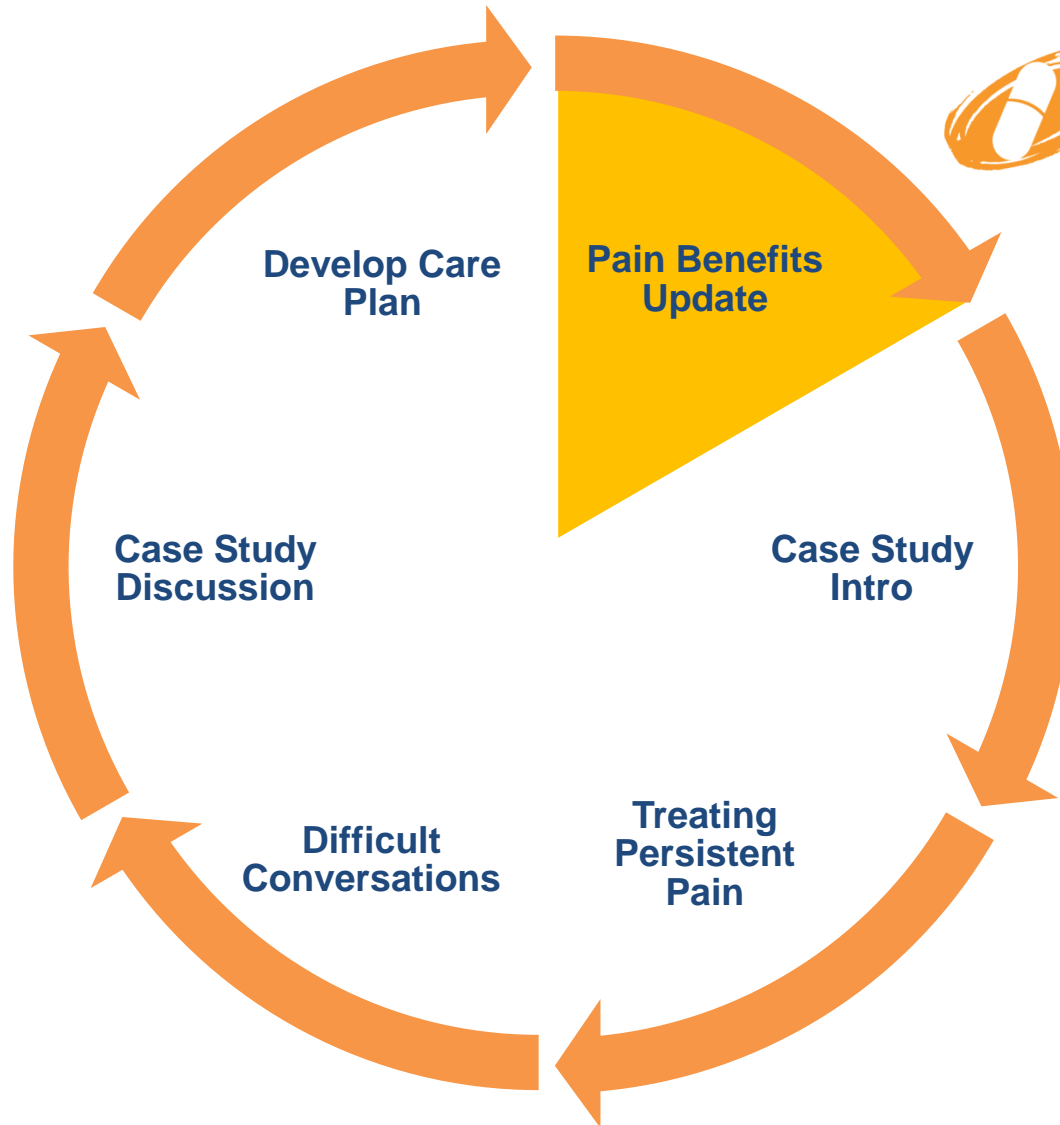 Pain Benefits
Update
Case Study
Intro
Treating
Persistent
Pain
Difficult
Conversations
Case Study
Discussion
Develop Care
Plan